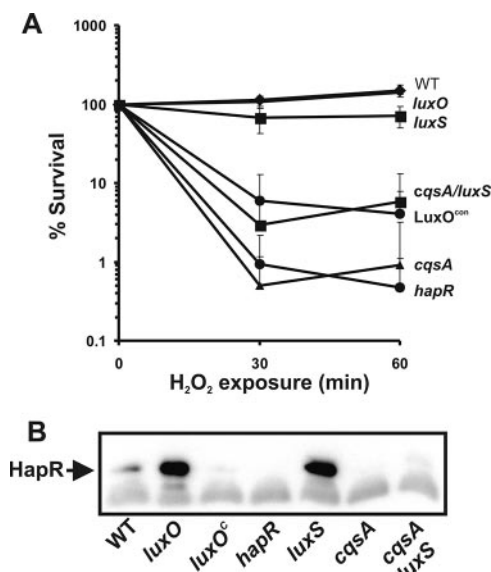 A
% Survival
1000
100
10
1
0.1
WT
luxO
luxS
cqsA/luxS
LuxOcon
cqsA
hapR
0
30
60
H2O2 exposure (min)
B
HapR
WT
luxO
luxOc
hapR
luxS
cqsA
cqsA
luxS